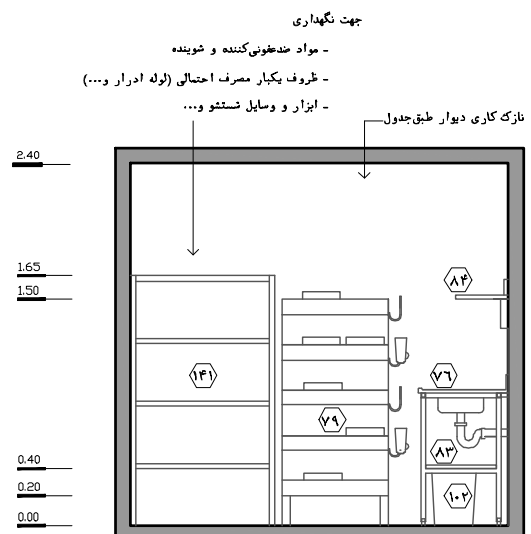 جهت نگهداری
- مواد ضدعفونی‌کننده و شوینده
- ظروف یکبار مصرف احتمالی (لوله ادرار و...)
- ابزار و وسایل شستشو و...
نازک کاری دیوار طبق‌جدول
2.40
1.65
1.50
0.40
0.20
0.00
۸۴
۷۶
۱۴۱
۷۹
۸۳
۱۰۲